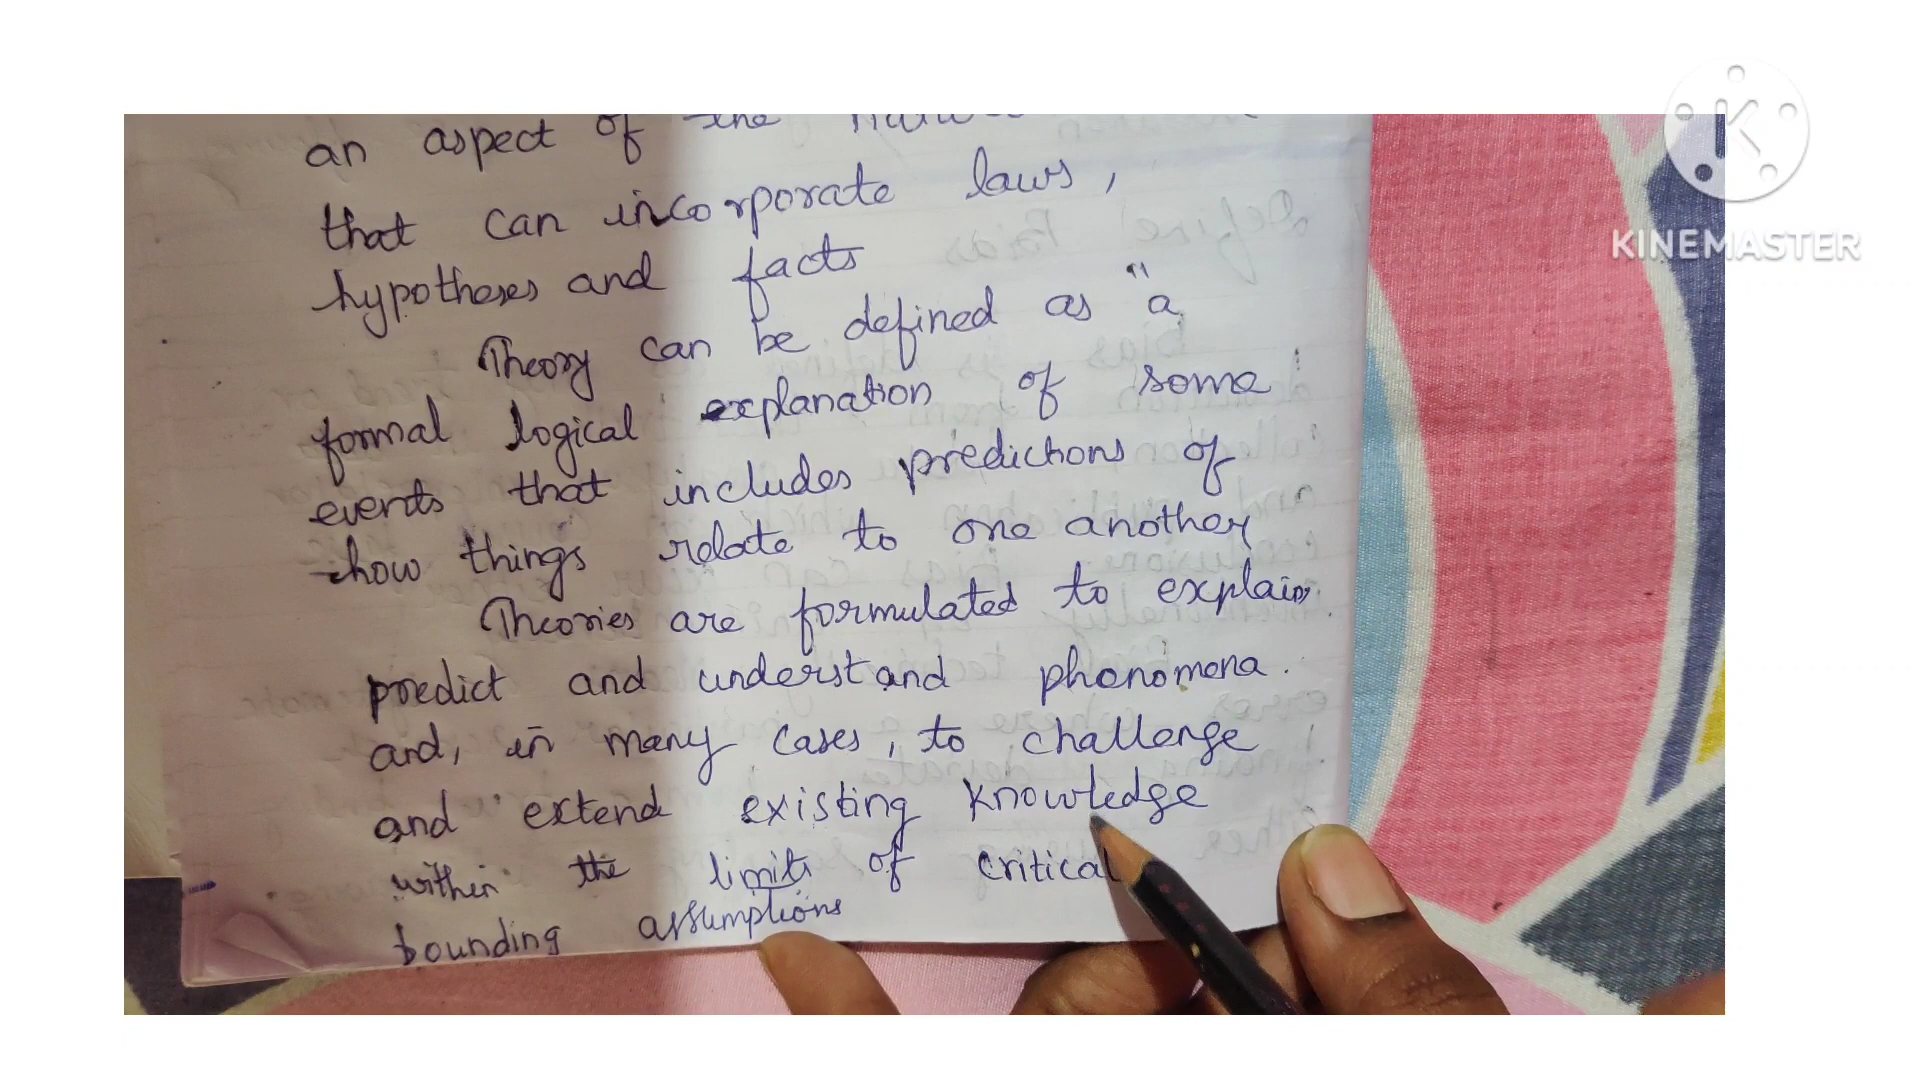 an aspect of the
that can incorporate laws,
hypotheses and facts
Theory can be defined as "a
formal logical explanation of some
events that includes predictions of
how things relate to one another
Theories are formulated to explain,
predict and understand phenomena.
and, in many cases, to challenge
and extend existing knowledge
within the limits of critical
bounding assumptions
KINEMASTER